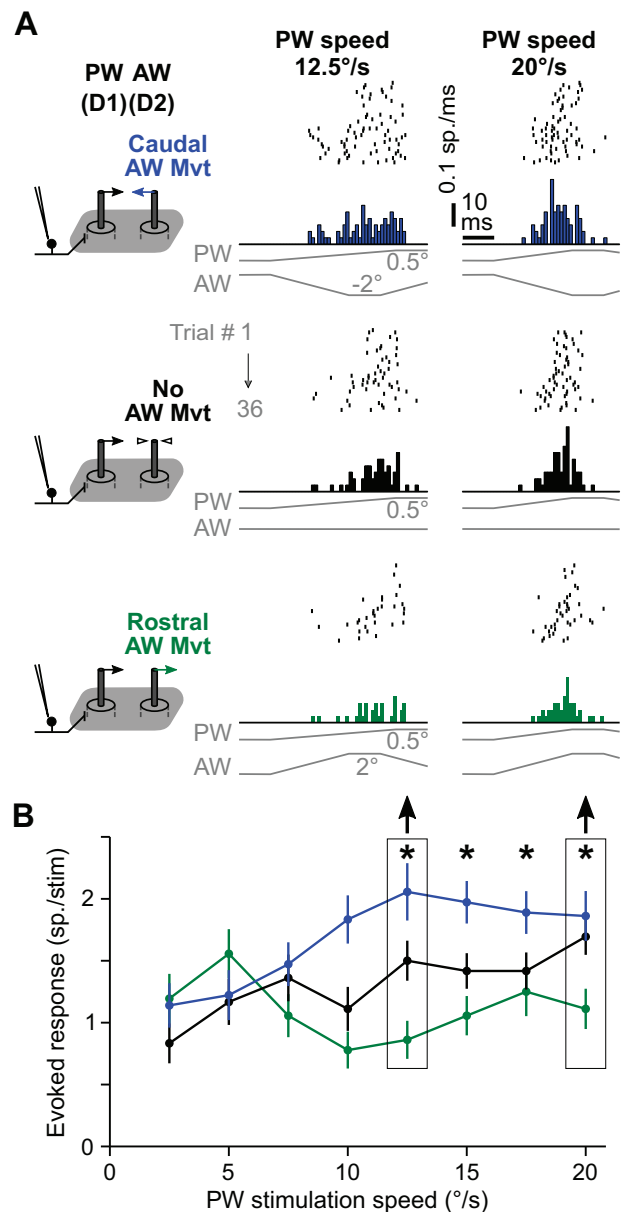 A
PW speed
12.5°/s
PW speed
20°/s
PW AW
(D1)(D2)
Caudal
AW Mvt
0.1 sp./ms
10
ms
PW
0.5°
AW
-2°
Trial # 1
36
No
AW Mvt
PW
0.5°
AW
Rostral
AW Mvt
PW
0.5°
AW
2°
B
* * * *
Evoked response (sp./stim)
2
1
0
0 5 10 15 20
PW stimulation speed (°/s)